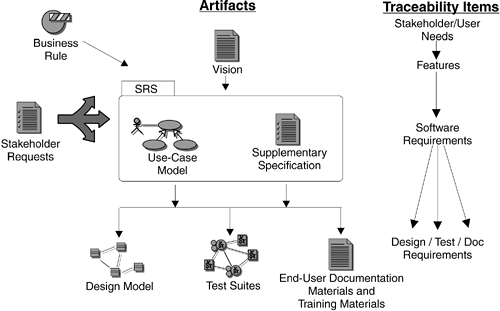 Artifacts
Traceability Items
Business
Rule
Vision
Stakeholder/User
Needs
Features
SRS
Stakeholder
Requests
Use-Case
Model
Supplementary
Specification
Software
Requirements
Design Model
Test Suites
End-User Documentation
Materials and
Training Materials
Design / Test / Doc
Requirements